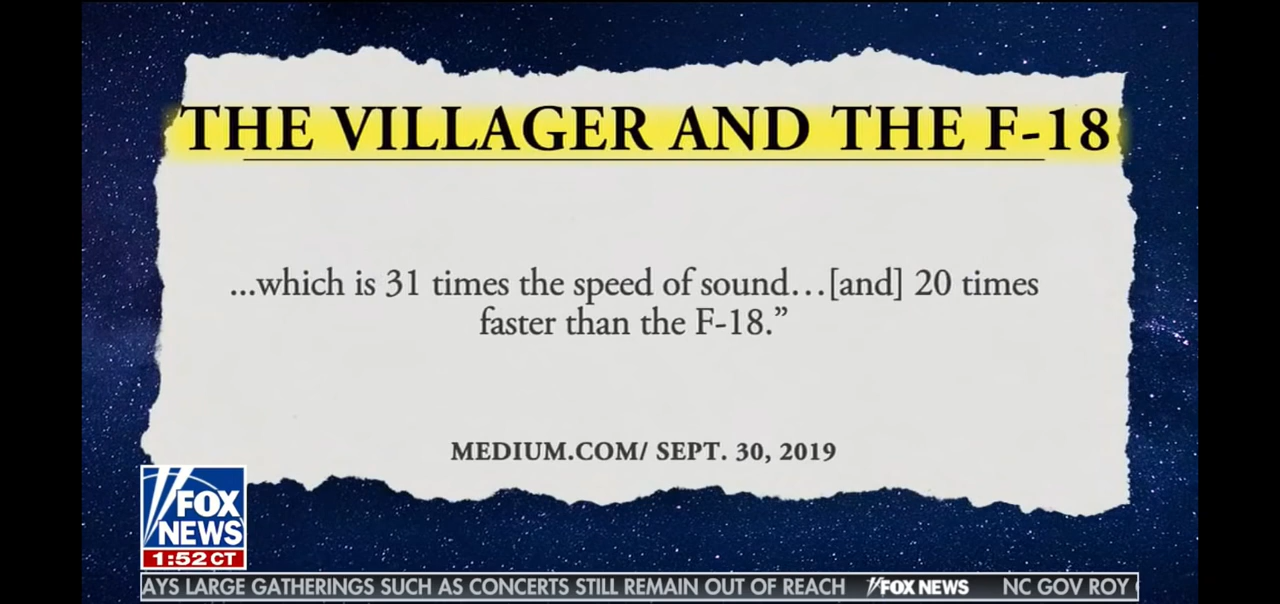 THE VILLAGER AND THE F-18
...which is 31 times the speed of sound...[and] 20 times
faster than the F-18.”
MEDIUM.COM/ SEPT. 30, 2019
FOX
NEWS
1:52 CT
AYS LARGE GATHERINGS SUCH AS CONCERTS STILL REMAIN OUT OF REACH FOX NEWS NC GOV ROY